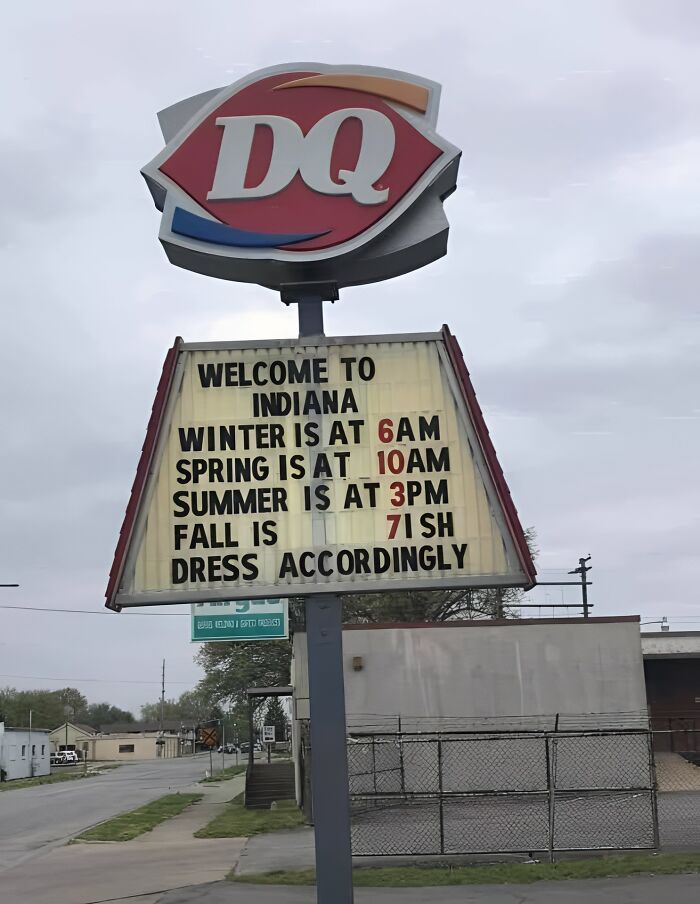 DQ
WELCOME TO
INDIANA
WINTER IS AT 6AM
SPRING IS AT 10AM
SUMMER IS AT 3PM
FALL IS 7ISH
DRESS ACCORDINGLY